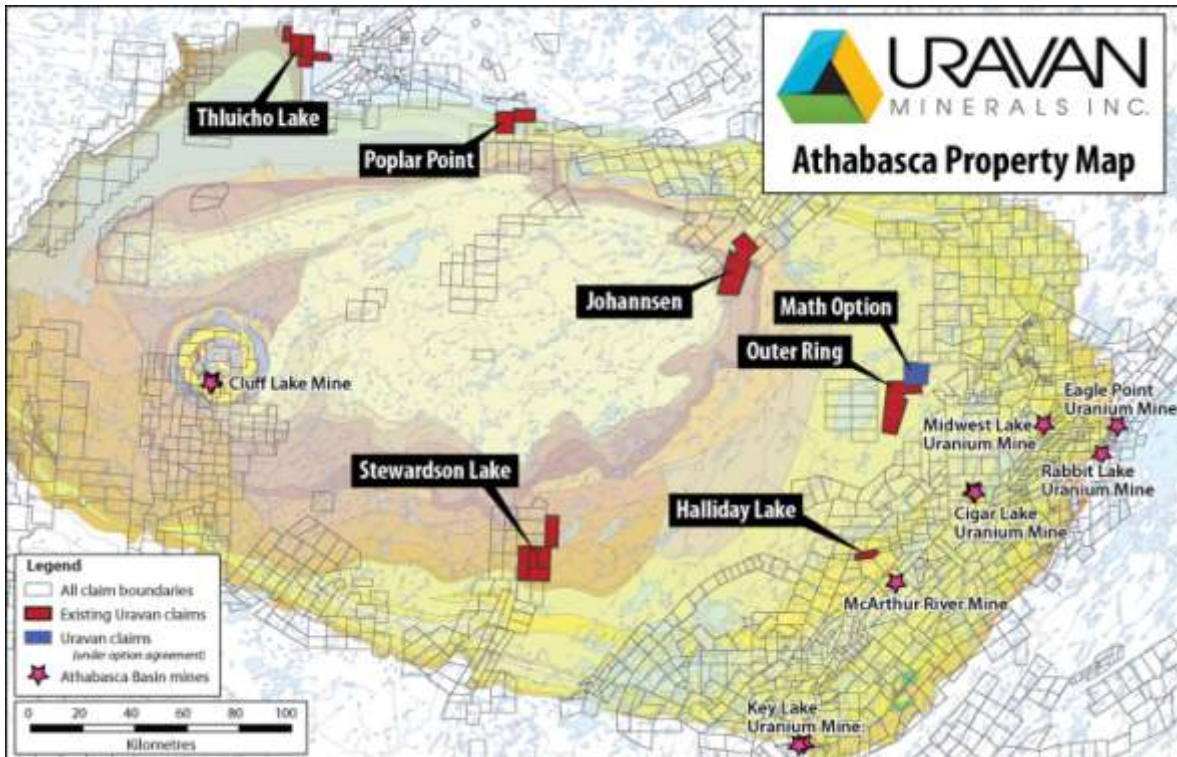 URAVAN
MINERALS INC.
Athabasca Property Map
Thluicho Lake
Poplar Point
Johannsen
Math Option
Outer Ring
Cluff Lake Mine
Eagle Point
Uranium Mine
Midwest Lake
Uranium Mine
Rabbit Lake
Uranium Mine
Stewardson Lake
Halliday Lake
Cigar Lake
Uranium Mine
McArthur River Mine
Key Lake
Uranium Mine
Legend
All claim boundaries
Existing Uravan claims
Uravan claims
(under option agreement)
Athabasca Basin mines
0 20 40 60 80 100
Kilometres